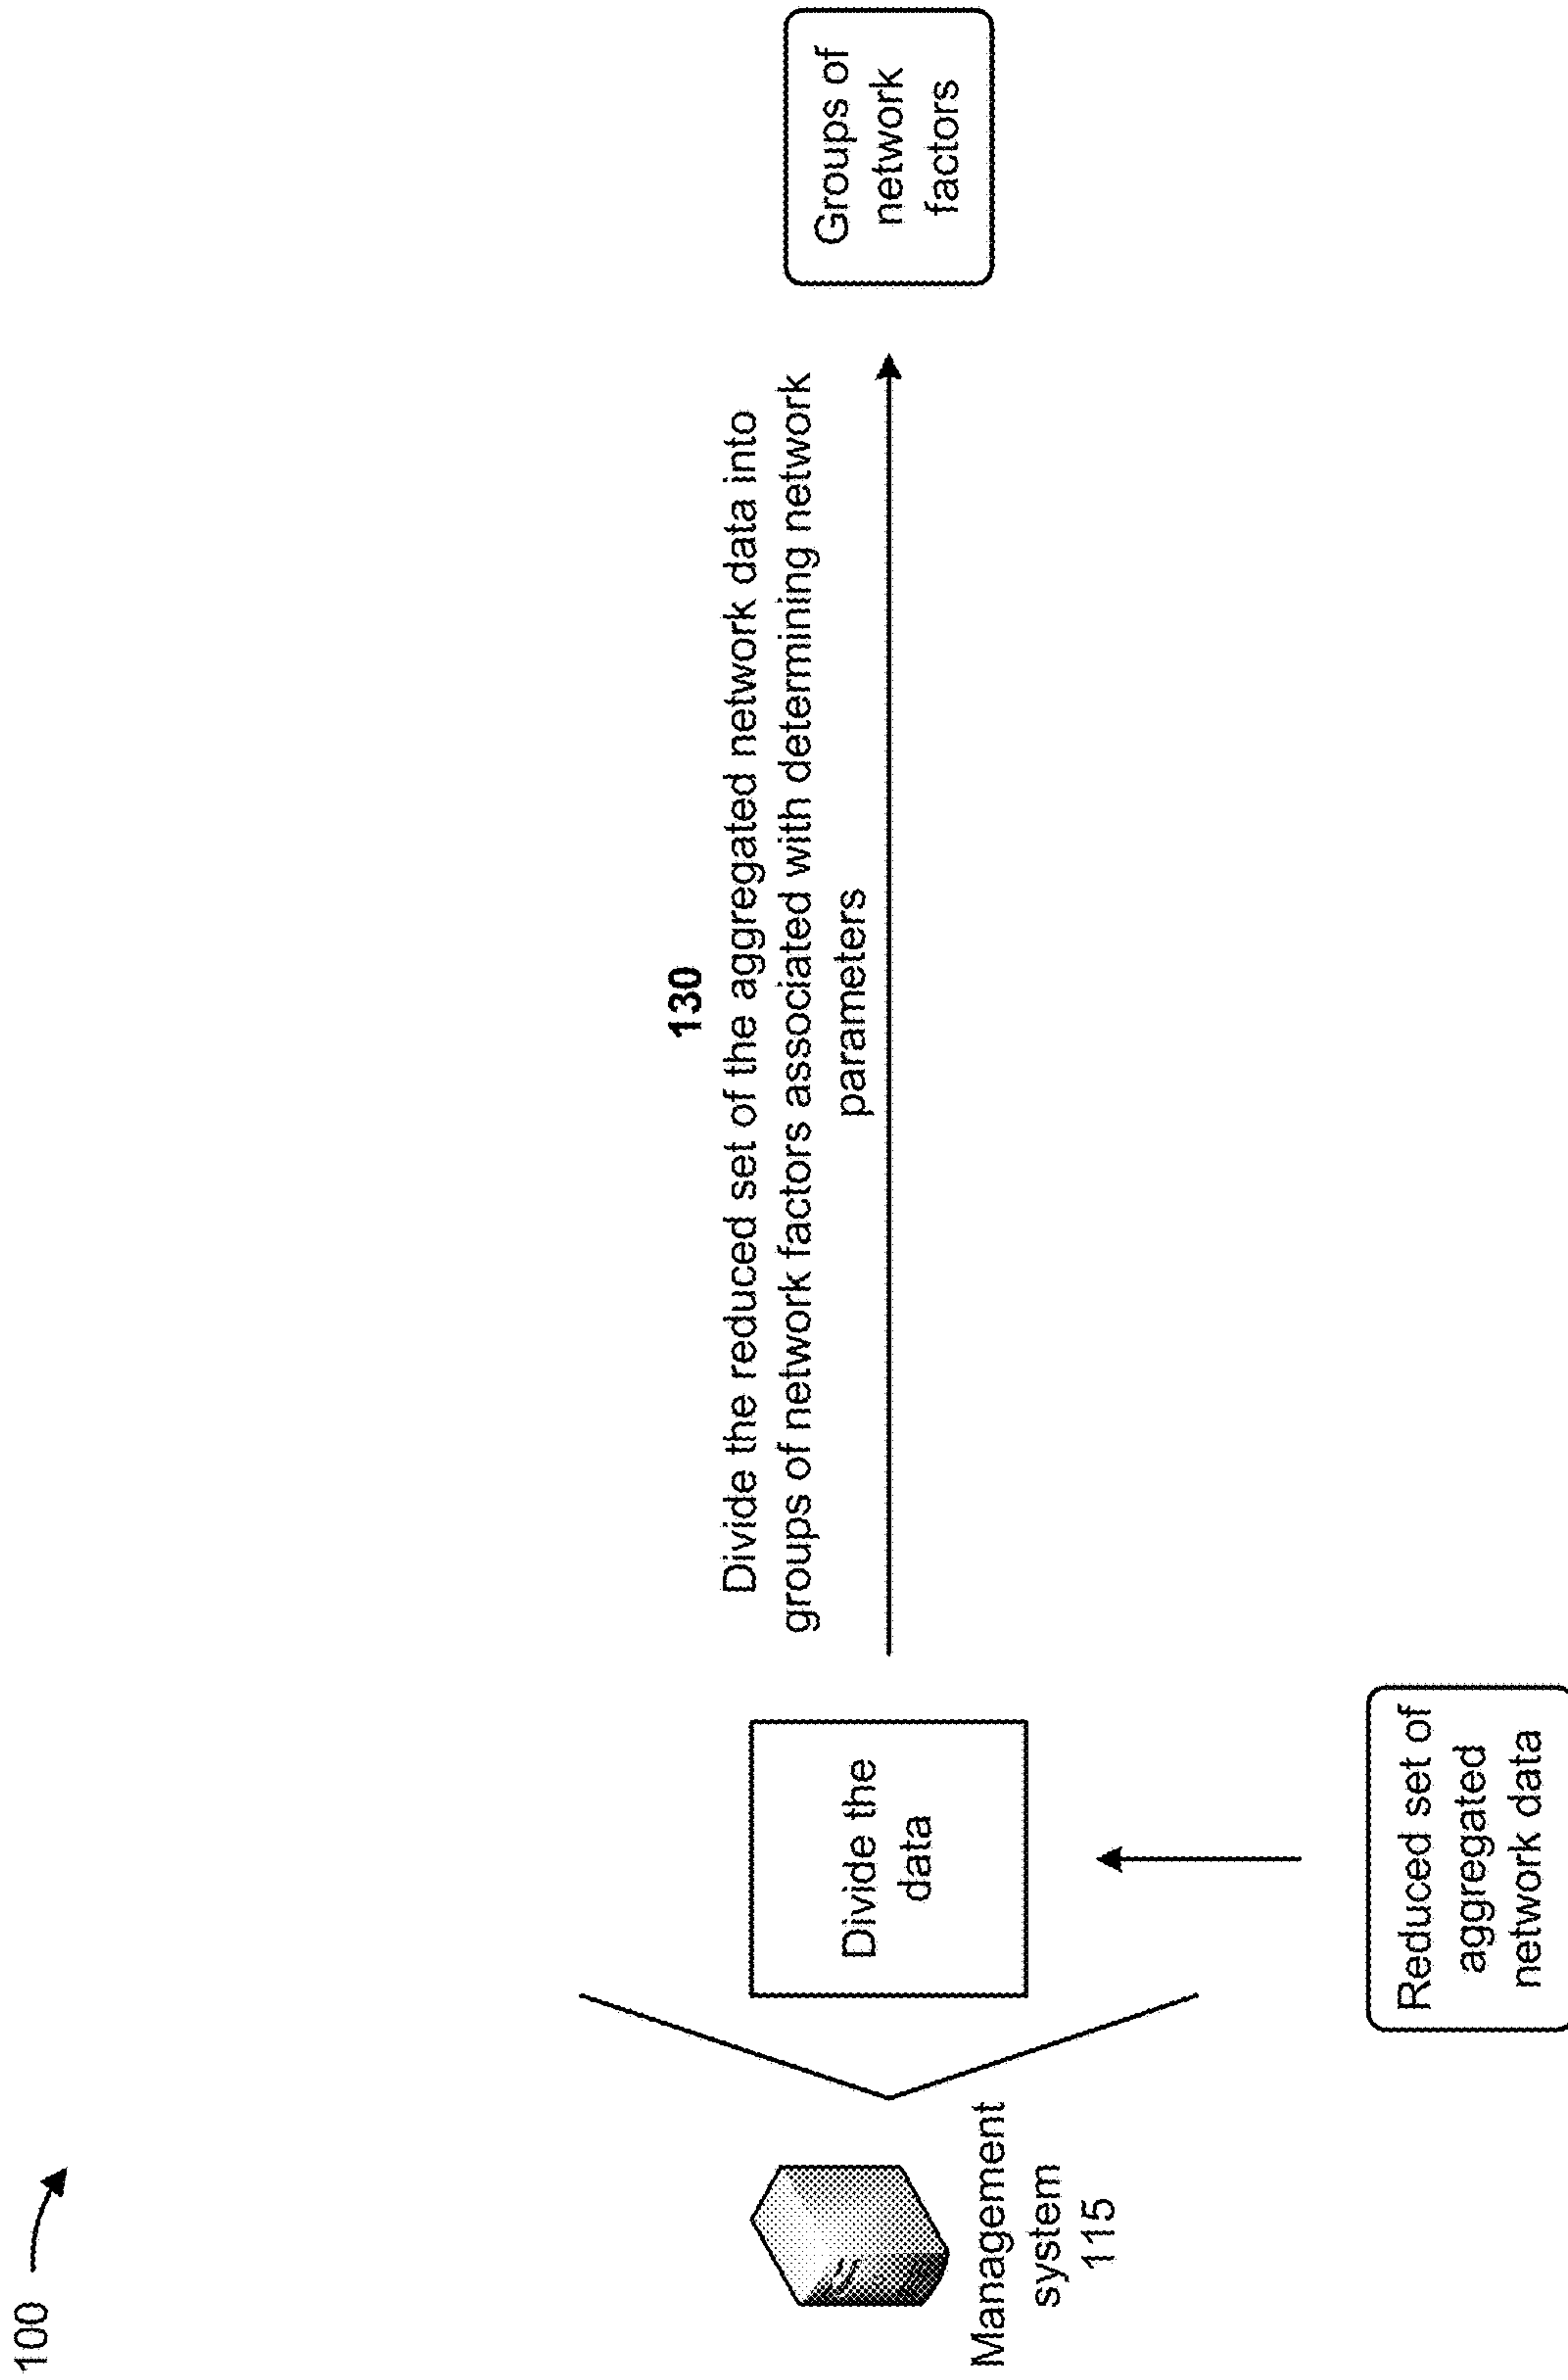 100
130
Divide the reduced set of the aggregated network data into
groups of network factors associated with determining network
parameters
Management
system
115
Divide the
data
Groups of
network
factors
Reduced set of
aggregated
network data